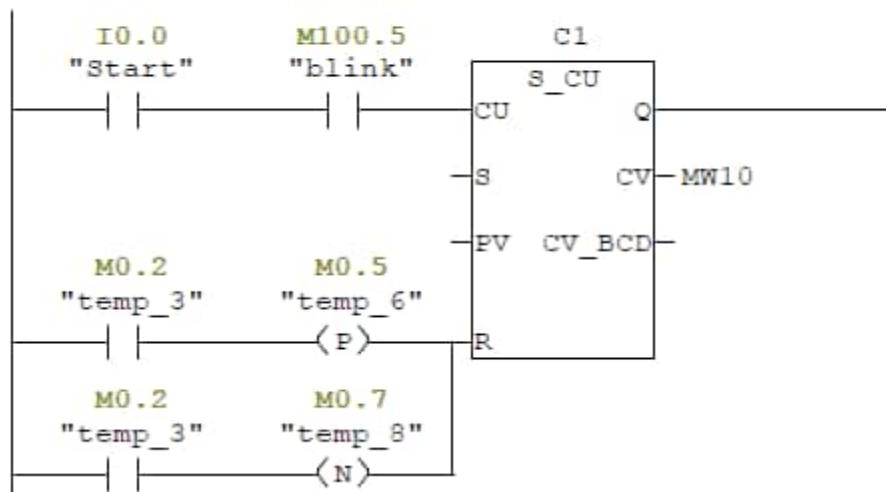 I0.0 M100.5 C1
"Start" "blink" S_CU
CU Q
S CV MW10
PV CV_BCD
M0.2 M0.5
"temp_3" "temp_6"
P R
M0.2 M0.7
"temp_3" "temp_8"
N